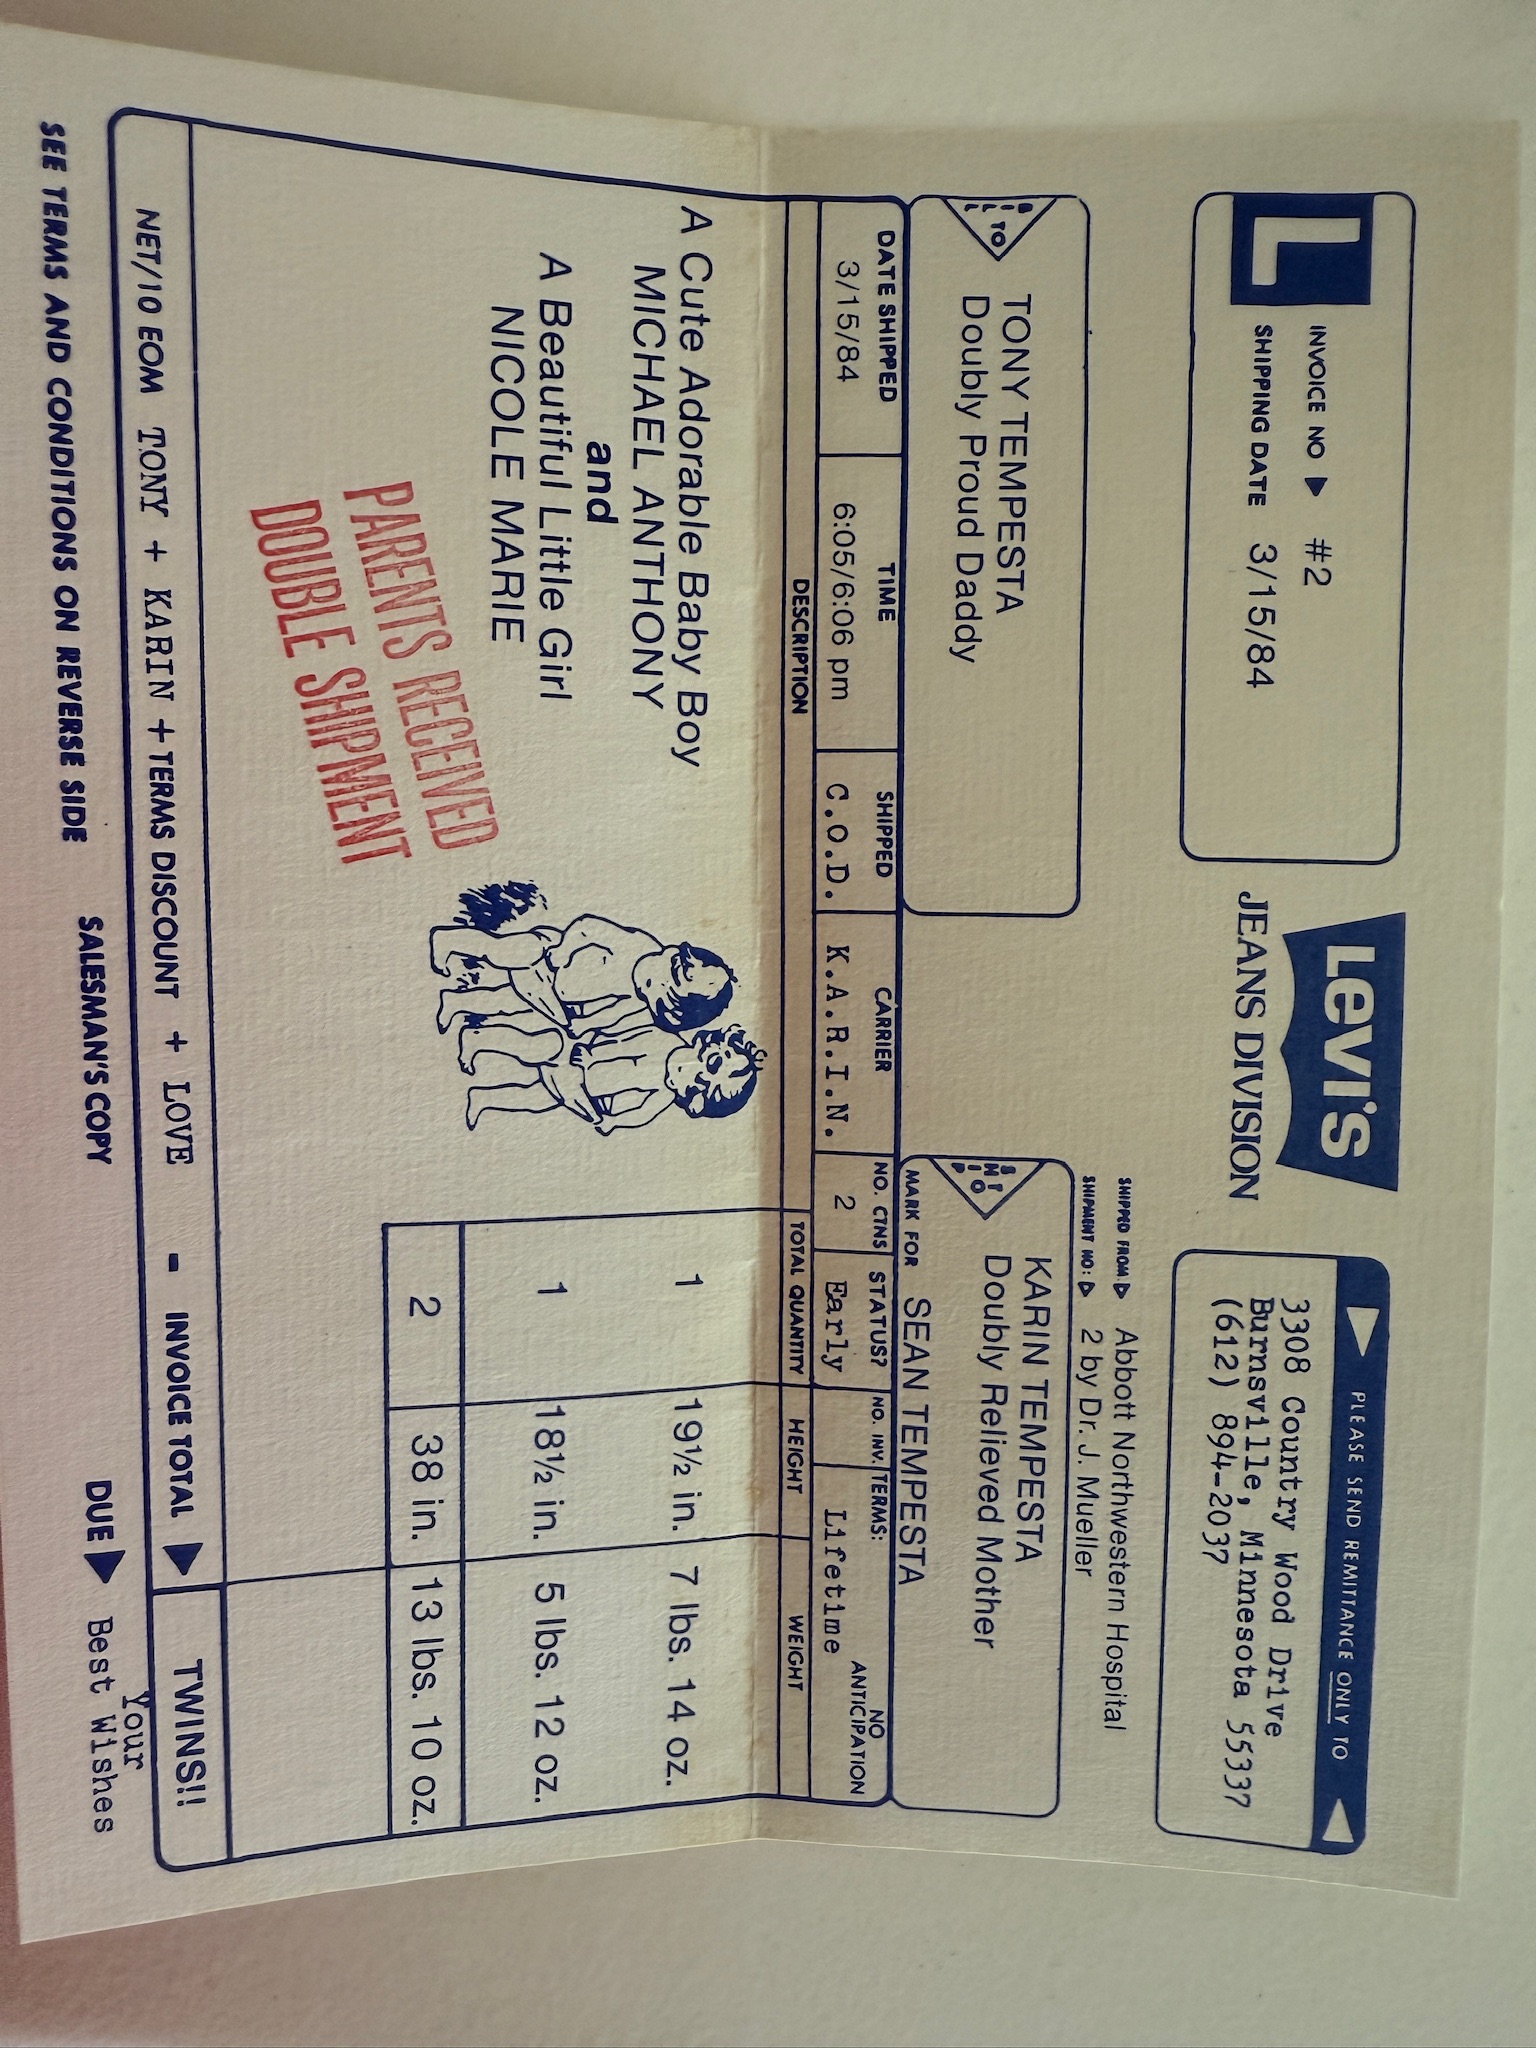 L
INVOICE NO ▶ #2
SHIPPING DATE 3/15/84
LEVI'S
JEANS DIVISION
PLEASE SEND REMITTANCE ONLY TO
3308 Country Wood Drive
Burnsville, Minnesota 55337
(612) 894-2037
SHIPPED FROM: Abbott Northwestern Hospital
SHIPMENT NO: 2 by Dr. J. Mueller
BILL TO
TONY TEMPESTA
Doubly Proud Daddy
SHIP TO
KARIN TEMPESTA
Doubly Relieved Mother
MARK FOR SEAN TEMPESTA
DATE SHIPPED TIME SHIPPED CARRIER NO. CTNS STATUS? NO. INV. TERMS: NO ANTICIPATION
3/15/84 6:05/6:06 pm C.O.D. K.A.R.I.N. 2 Early Lifetime
DESCRIPTION TOTAL QUANTITY HEIGHT WEIGHT
A Cute Adorable Baby Boy
MICHAEL ANTHONY 1 19½ in. 7 lbs. 14 oz.
and
A Beautiful Little Girl
NICOLE MARIE 1 18½ in. 5 lbs. 12 oz.
2 38 in. 13 lbs. 10 oz.
PARENTS RECEIVED
DOUBLE SHIPMENT
NET/10 EOM TONY + KARIN + TERMS DISCOUNT + LOVE - INVOICE TOTAL ▶ TWINS!!
SEE TERMS AND CONDITIONS ON REVERSE SIDE SALESMAN'S COPY DUE ▶ Your
Best Wishes